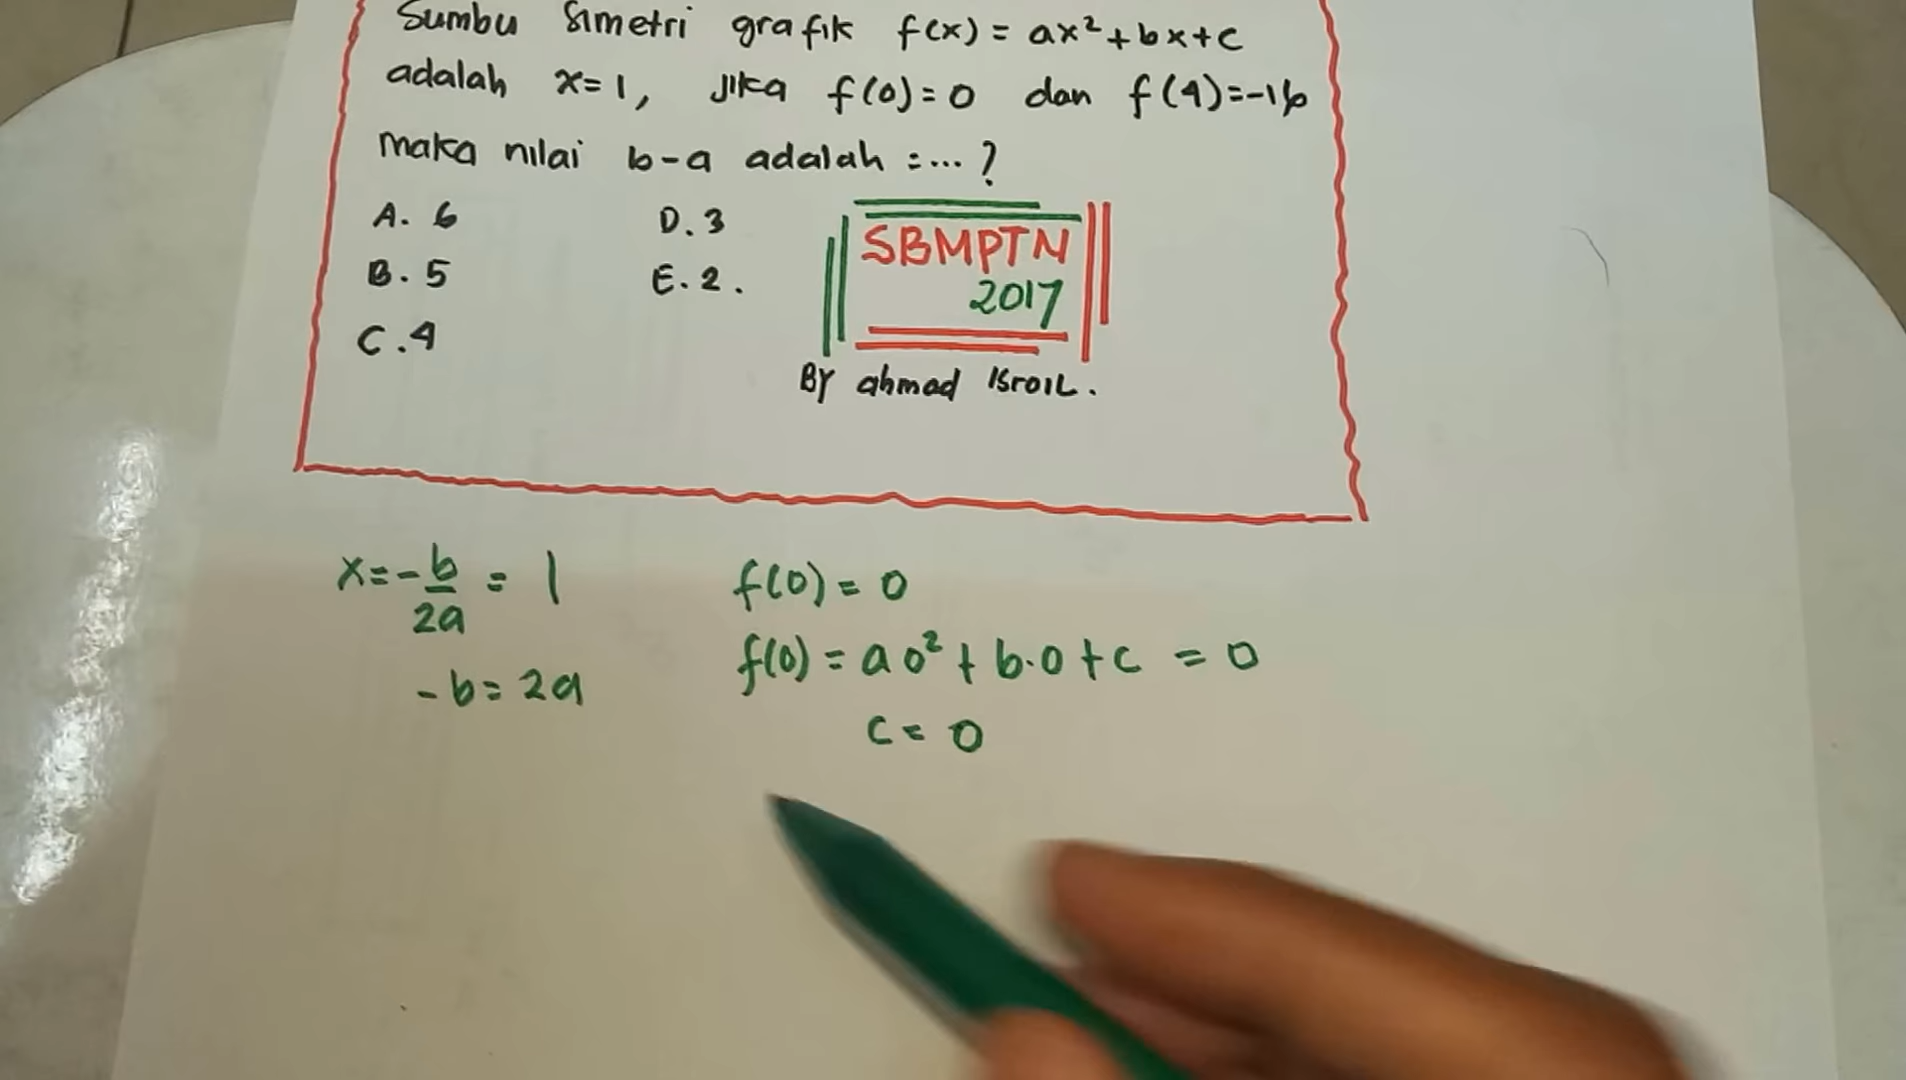 Sumbu Simetri grafik f(x) = ax²+bx+c
adalah x=1, Jika f(0)=0 dan f(4)=-16
maka nilai b-a adalah =...?
A. 6
B. 5
C. 4
D. 3
E. 2.
SBMPTN
2017
By ahmad Isroil.
x=-b/2a = 1
-b=2a
f(0)=0
f(0) = a0²+b.0+c = 0
c=0